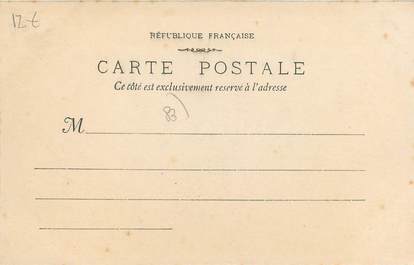 12€
RÉPUBLIQUE FRANÇAISE
CARTE POSTALE
Ce côté est exclusivement reservé à l'adresse
83
M